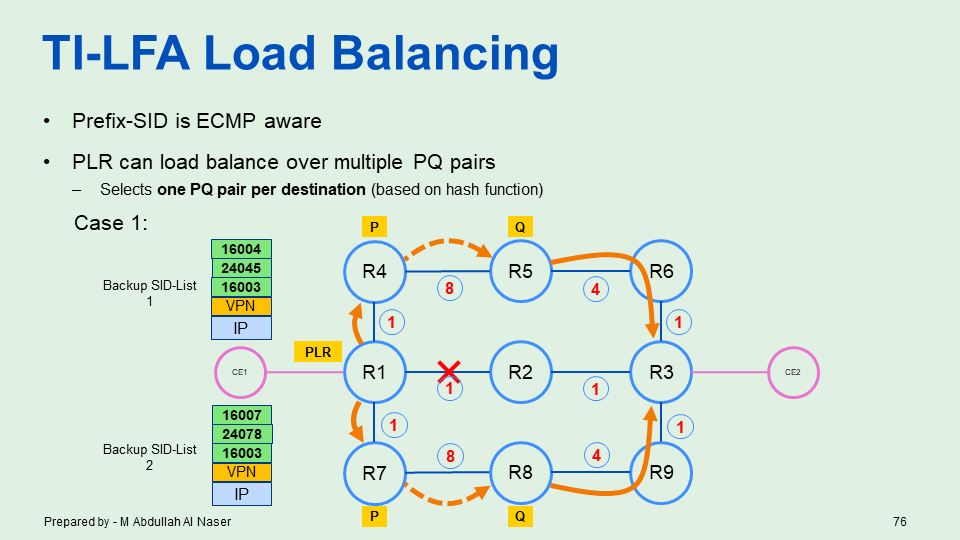 TI-LFA Load Balancing
• Prefix-SID is ECMP aware
• PLR can load balance over multiple PQ pairs
– Selects one PQ pair per destination (based on hash function)
Case 1:
P
Q
16004
24045
16003
VPN
IP
Backup SID-List
1
R4
R5
R6
8
4
1
1
PLR
CE1
R1
R2
R3
CE2
1
1
1
1
16007
24078
16003
VPN
IP
Backup SID-List
2
8
4
R7
R8
R9
P
Q
Prepared by - M Abdullah Al Naser
76